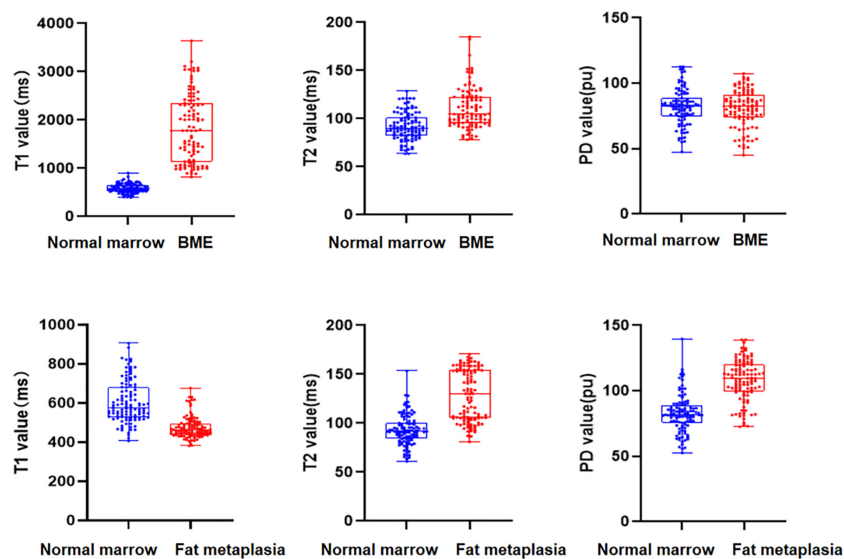 T1 value (ms)
4000
3000
2000
1000
0
Normal marrow BME
T2 value(ms)
200
150
100
50
0
Normal marrow BME
PD value(pu)
150
100
50
0
Normal marrow BME
T1 value (ms)
1000
800
600
400
200
0
Normal marrow Fat metaplasia
T2 value(ms)
200
150
100
50
0
Normal marrow Fat metaplasia
PD value(pu)
150
100
50
0
Normal marrow Fat metaplasia